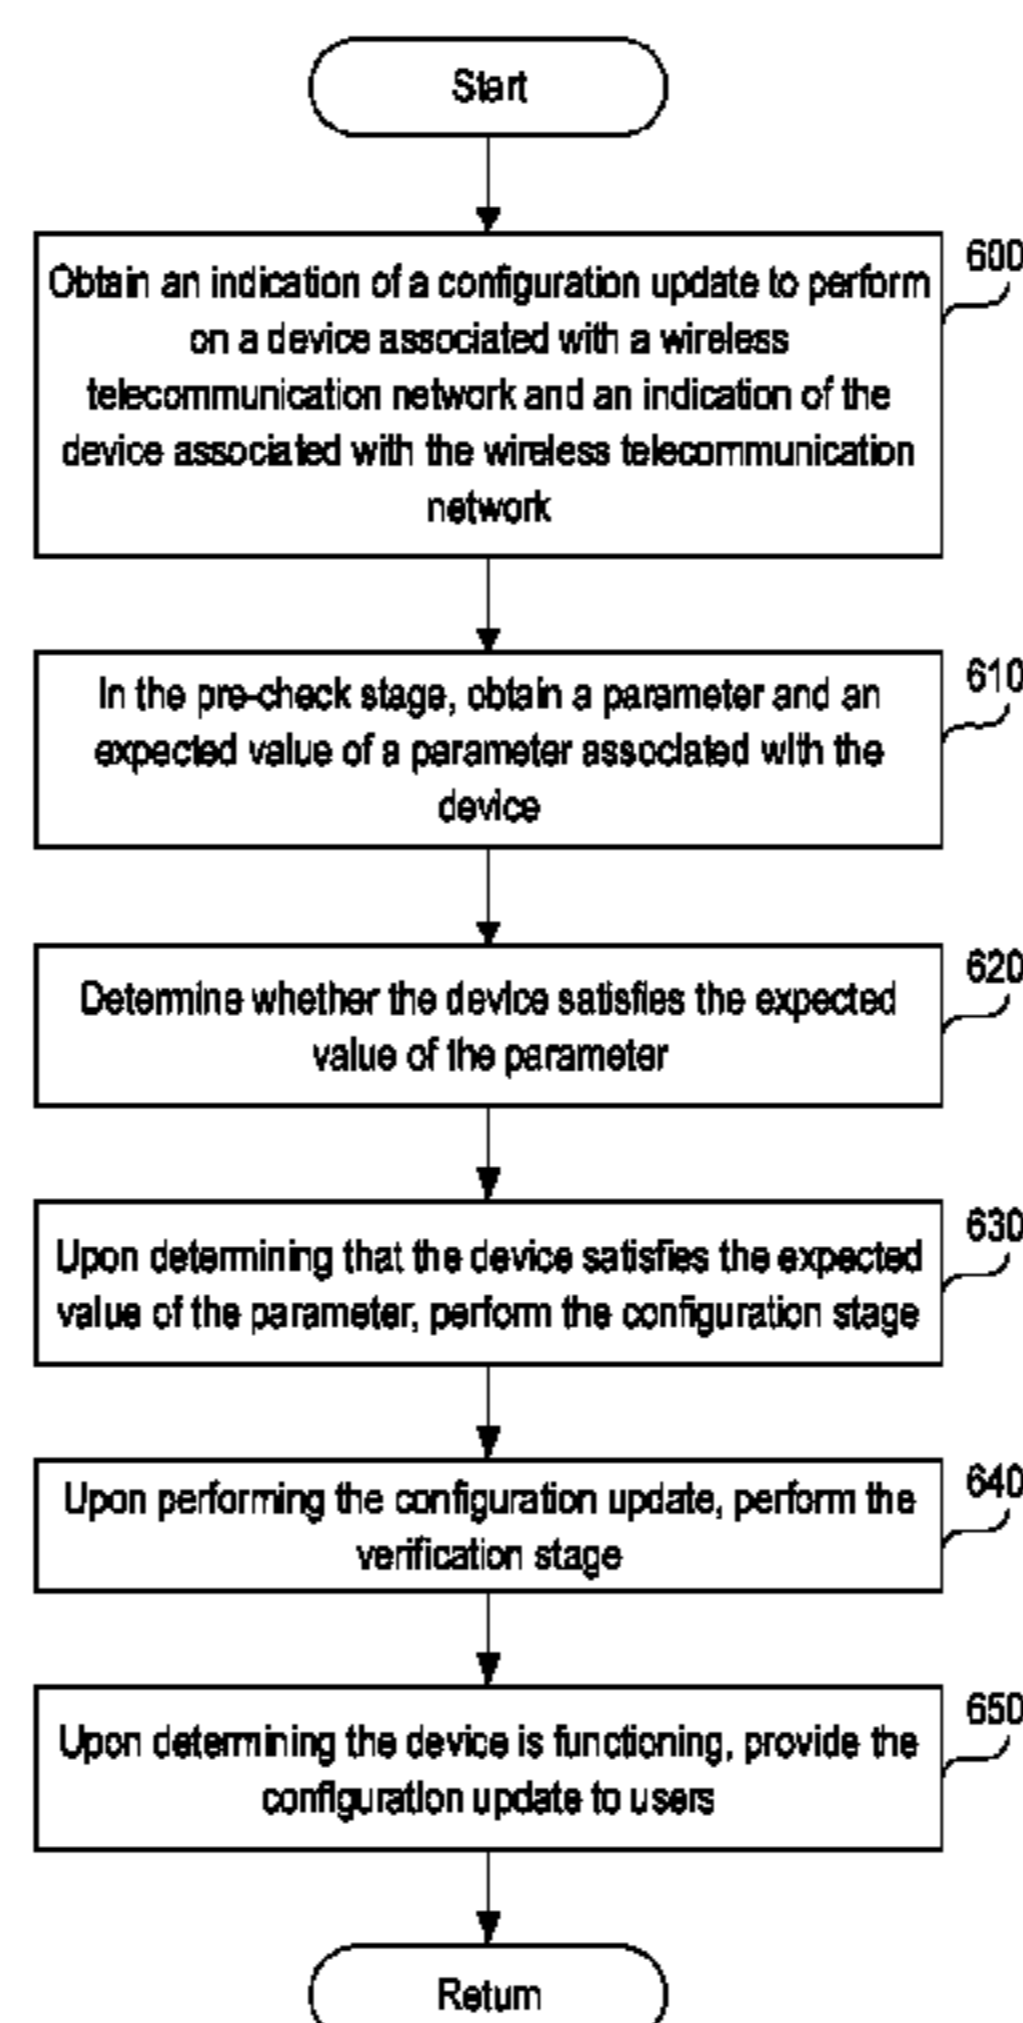 Start
600
Obtain an indication of a configuration update to perform
on a device associated with a wireless
telecommunication network and an indication of the
device associated with the wireless telecommunication
network
610
In the pre-check stage, obtain a parameter and an
expected value of a parameter associated with the
device
620
Determine whether the device satisfies the expected
value of the parameter
630
Upon determining that the device satisfies the expected
value of the parameter, perform the configuration stage
640
Upon performing the configuration update, perform the
verification stage
650
Upon determining the device is functioning, provide the
configuration update to users
Return